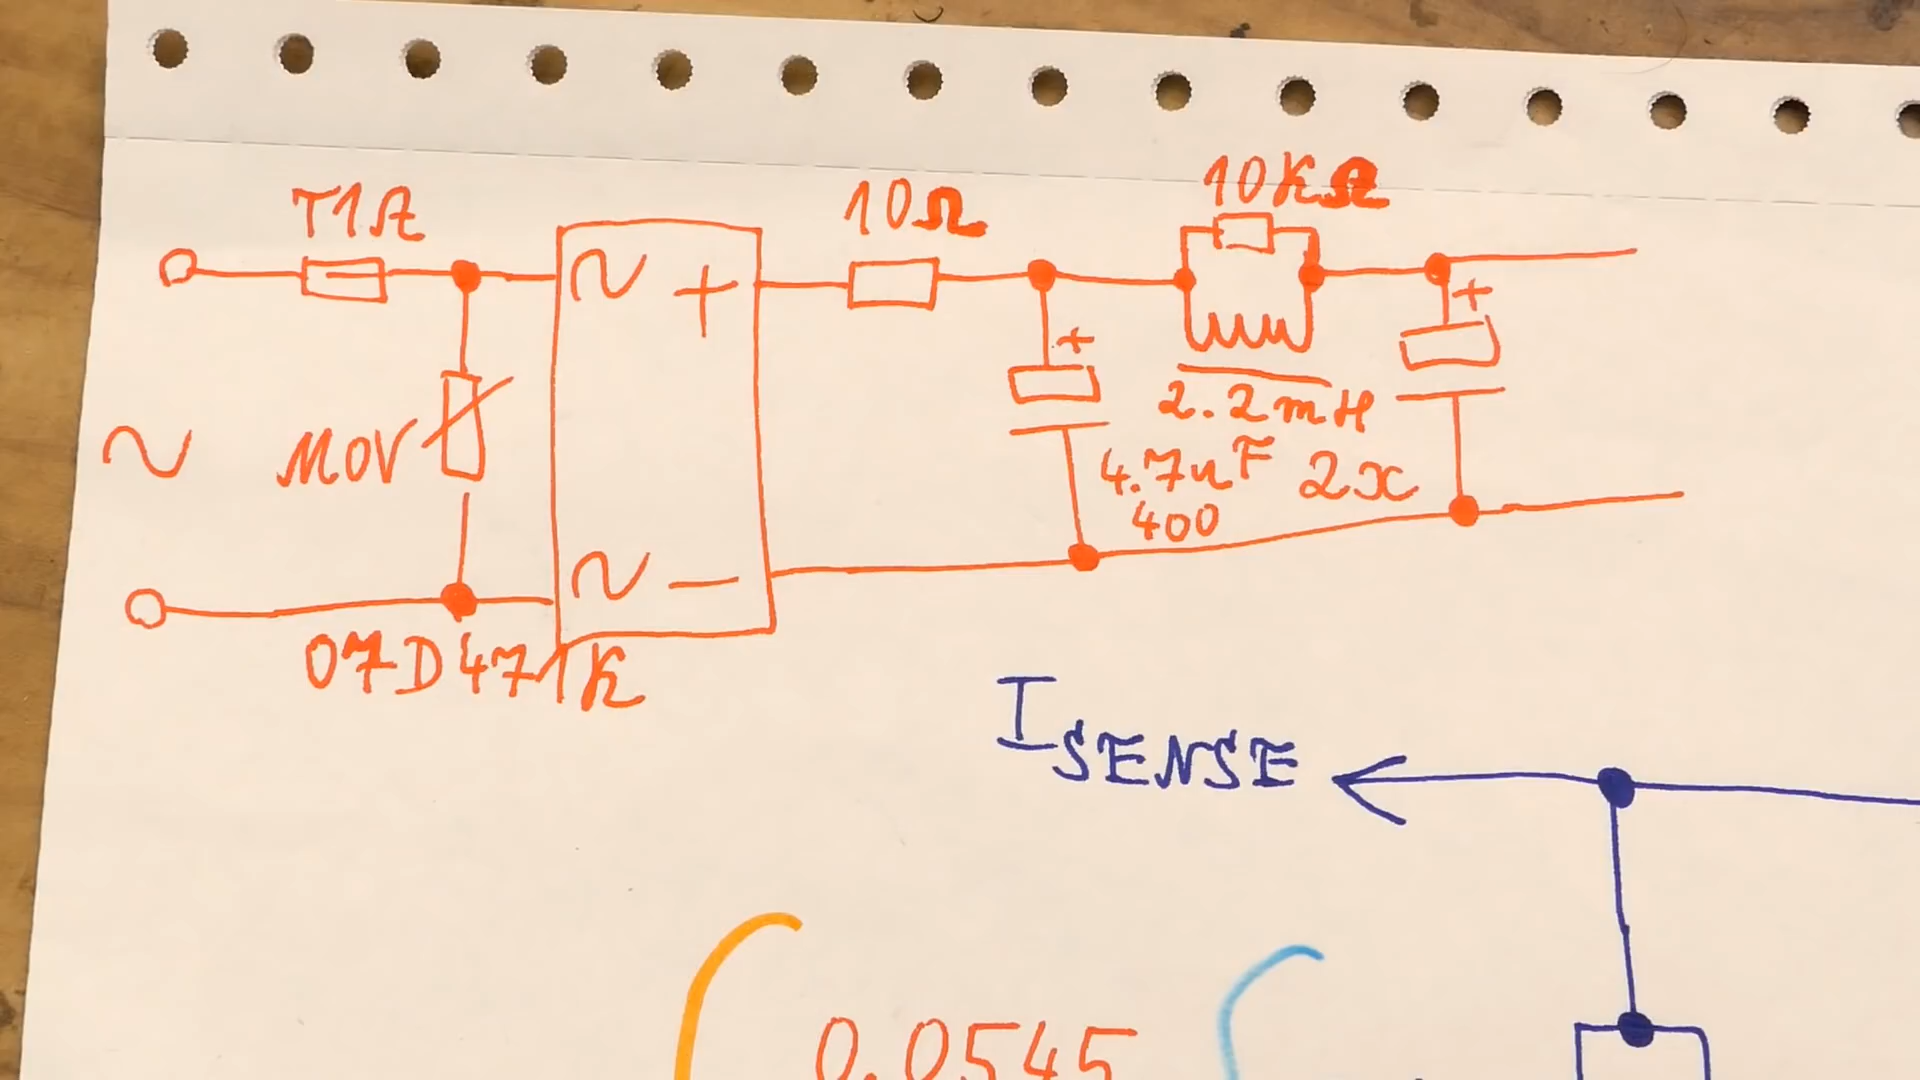 T1A
10Ω
10KΩ
~
+
+
+
~
MOV
2.2mH
4.7uF 2x
400
~
−
07D471K
ISENSE
0.0545